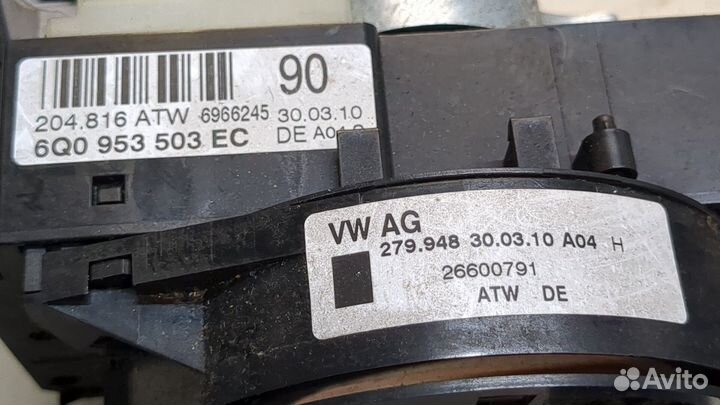 90
204.816 ATW 6966245 30.03.10
6Q0 953 503 EC DE
VW AG
279.948 30.03.10 A04 H
26600791
ATW DE
Avito